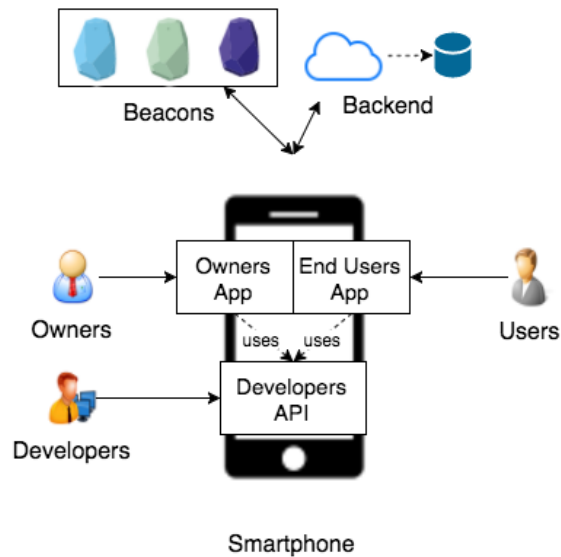 Beacons
Backend
Owners
App
End Users
App
Owners
Users
uses
uses
Developers
API
Developers
Smartphone